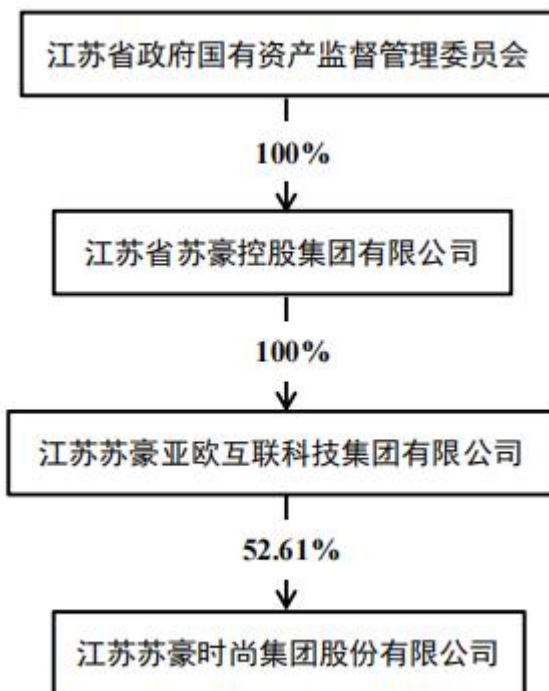 江苏省政府国有资产监督管理委员会
100%
江苏省苏豪控股集团有限公司
100%
江苏苏豪亚欧互联科技集团有限公司
52.61%
江苏苏豪时尚集团股份有限公司